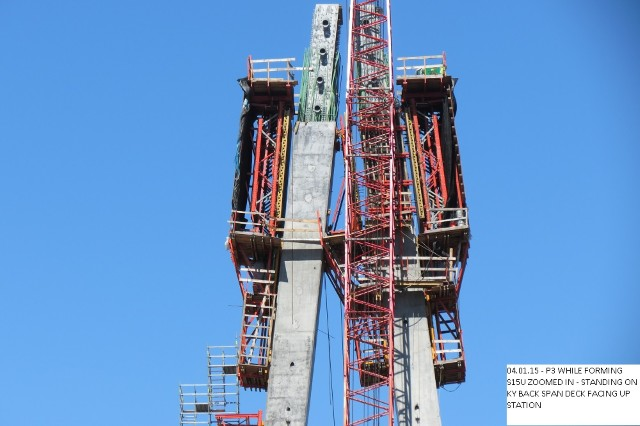 04.01.15 - P3 WHILE FORMING
S15U ZOOMED IN - STANDING ON
KY BACK SPAN DECK FACING UP
STATION